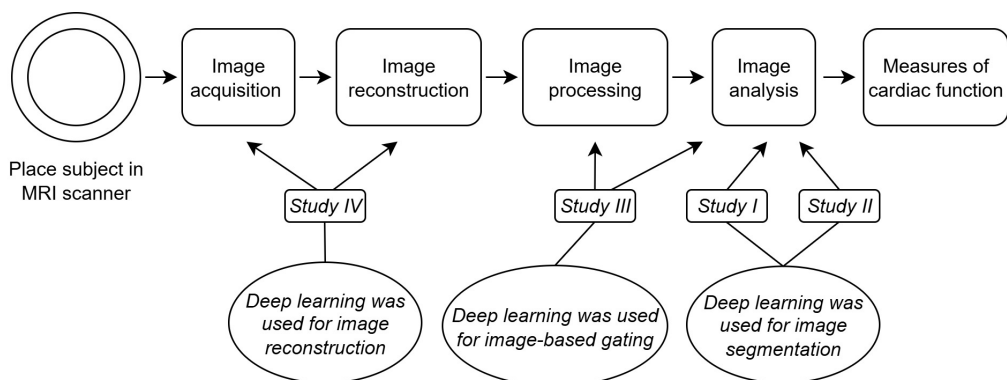 Place subject in
MRI scanner
Image
acquisition
Image
reconstruction
Image
processing
Image
analysis
Measures of
cardiac function
Study IV
Study III
Study I
Study II
Deep learning was
used for image
reconstruction
Deep learning was used
for image-based gating
Deep learning was
used for image
segmentation